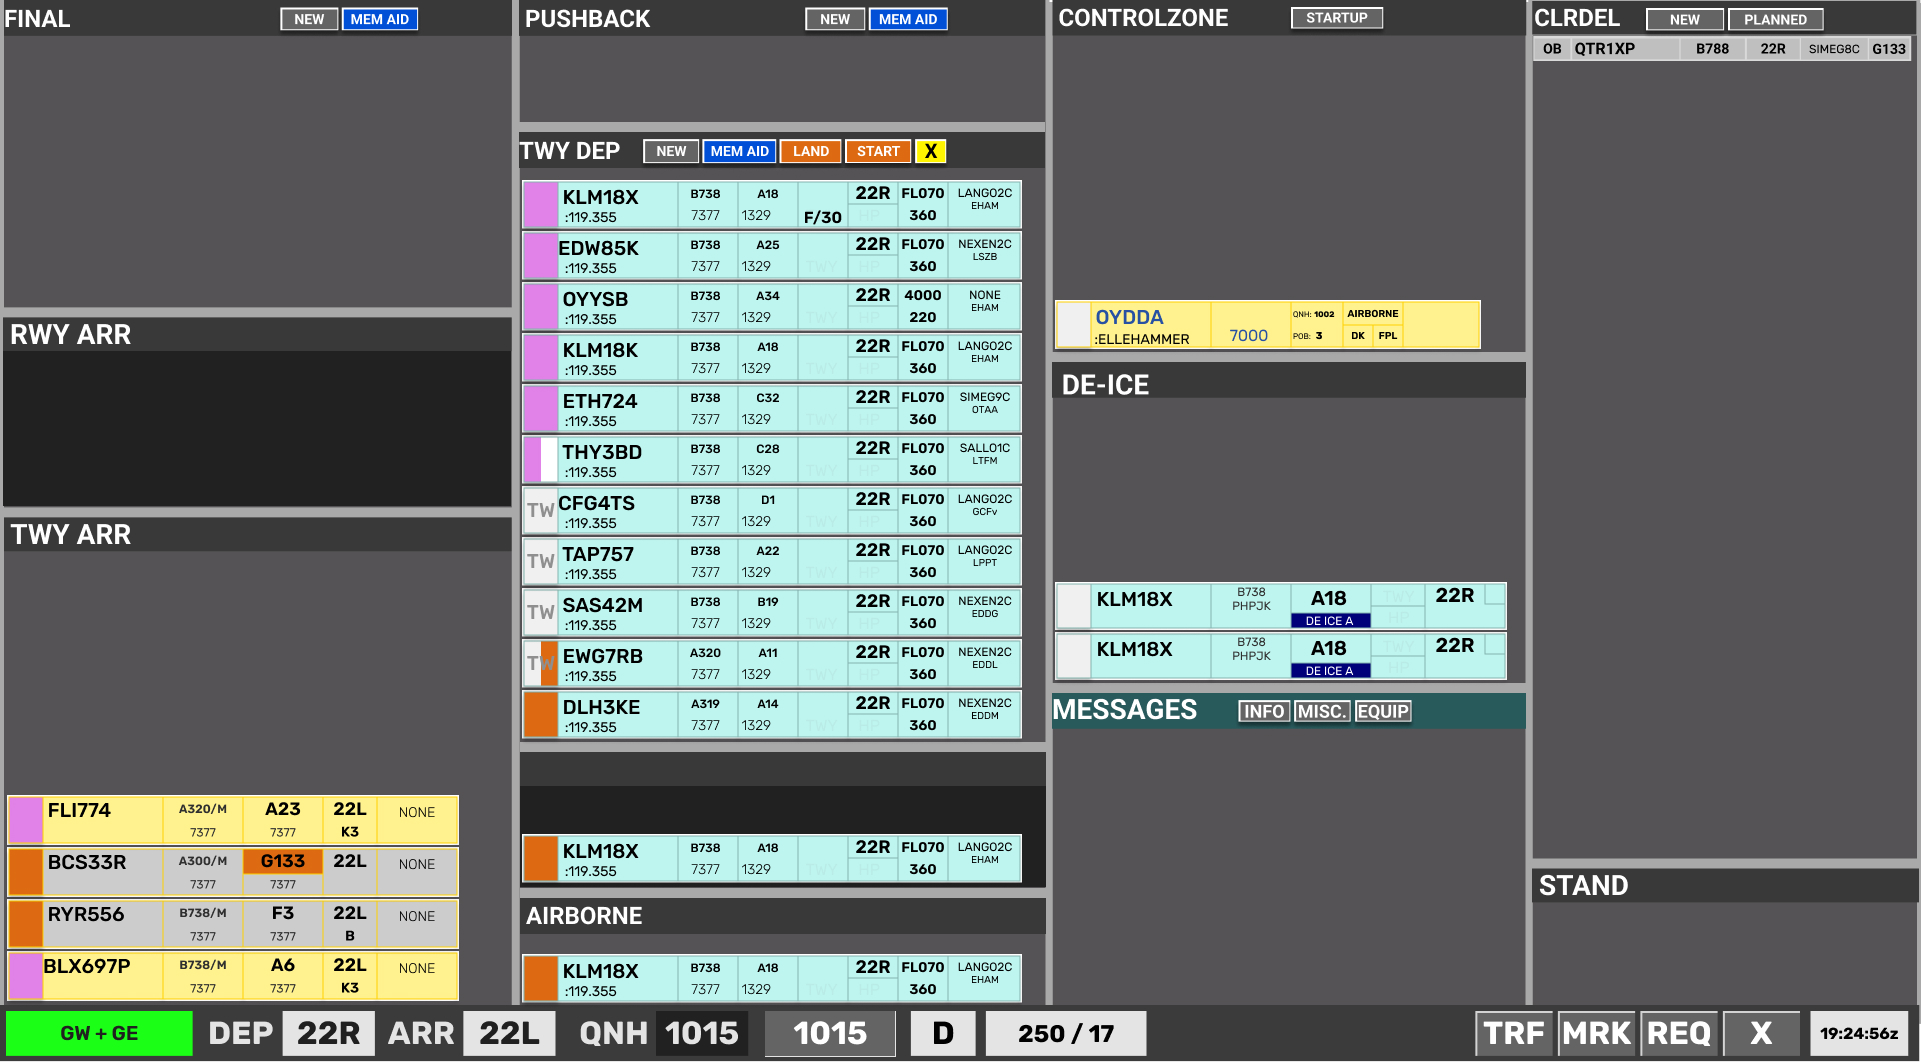 FINAL NEW MEM AID
RWY ARR
TWY ARR
FLI774 A320/M A23 22L NONE
7377 7377 K3
BCS33R A300/M G133 22L NONE
7377 7377
RYR556 B738/M F3 22L NONE
7377 7377 B
BLX697P B738/M A6 22L NONE
7377 7377 K3
PUSHBACK NEW MEM AID
TWY DEP NEW MEM AID LAND START X
KLM18X B738 A18 22R FL070 LANGO2C
:119.355 7377 1329 F/30 HP 360 EHAM
EDW85K B738 A25 22R FL070 NEXEN2C
:119.355 7377 1329 TWY HP 360 LSZB
OYYSB B738 A34 22R 4000 NONE
:119.355 7377 1329 TWY HP 220 EHAM
KLM18K B738 A18 22R FL070 LANGO2C
:119.355 7377 1329 TWY HP 360 EHAM
ETH724 B738 C32 22R FL070 SIMEG9C
:119.355 7377 1329 TWY HP 360 OTAA
THY3BD B738 C28 22R FL070 SALLO1C
:119.355 7377 1329 TWY HP 360 LTFM
TW CFG4TS B738 D1 22R FL070 LANGO2C
:119.355 7377 1329 TWY HP 360 GCFv
TW TAP757 B738 A22 22R FL070 LANGO2C
:119.355 7377 1329 TWY HP 360 LPPT
TW SAS42M B738 B19 22R FL070 NEXEN2C
:119.355 7377 1329 TWY HP 360 EDDG
TW EWG7RB A320 A11 22R FL070 NEXEN2C
:119.355 7377 1329 TWY HP 360 EDDL
DLH3KE A319 A14 22R FL070 NEXEN2C
:119.355 7377 1329 TWY HP 360 EDDM
KLM18X B738 A18 22R FL070 LANGO2C
:119.355 7377 1329 TWY HP 360 EHAM
AIRBORNE
KLM18X B738 A18 22R FL070 LANGO2C
:119.355 7377 1329 TWY HP 360 EHAM
CONTROLZONE STARTUP
OYDDA QNH: 1002 AIRBORNE
:ELLEHAMMER 7000 POB: 3 DK FPL
DE-ICE
KLM18X B738 A18 TWY 22R
PHPJK DE ICE A HP
KLM18X B738 A18 TWY 22R
PHPJK DE ICE A HP
MESSAGES INFO MISC. EQUIP
CLRDEL NEW PLANNED
OB QTR1XP B788 22R SIMEG8C G133
STAND
GW + GE DEP 22R ARR 22L QNH 1015 1015 D 250 / 17 TRF MRK REQ X 19:24:56z